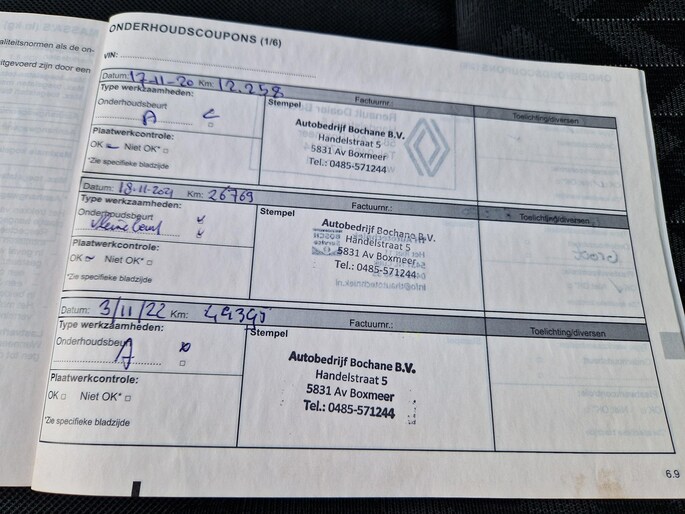 aliteitsnormen als de on-
itgevoerd zijn door een
ONDERHOUDSCOUPONS (1/6)
VIN:
Datum: 17-11-20 Km: 12.258
Factuurnr.:
Toelichting/diversen
Type werkzaamheden:
Onderhoudsbeurt
A
Plaatwerkcontrole:
OK Niet OK*
*Zie specifieke bladzijde
Stempel
Autobedrijf Bochane B.V.
Handelstraat 5
5831 Av Boxmeer
Tel.: 0485-571244
Datum: 18-11-2021 Km: 26769
Factuurnr.:
Toelichting/diversen
Type werkzaamheden:
Onderhoudsbeurt
kleine beurt
Plaatwerkcontrole:
OK Niet OK*
*Zie specifieke bladzijde
Stempel
Autobedrijf Bochane B.V.
Handelstraat 5
5831 Av Boxmeer
Tel.: 0485-571244
Datum: 3/11/22 Km:
Factuurnr.:
Toelichting/diversen
Type werkzaamheden:
Onderhoudsbeurt
A
Plaatwerkcontrole:
OK Niet OK*
*Zie specifieke bladzijde
Stempel
Autobedrijf Bochane B.V.
Handelstraat 5
5831 Av Boxmeer
Tel.: 0485-571244
6.9